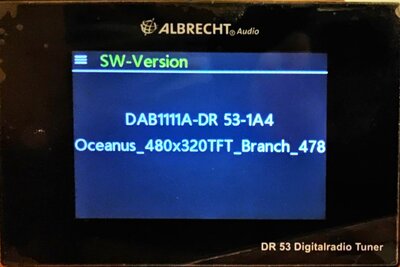 ALBRECHT® Audio
SW-Version
DAB1111A-DR 53-1A4
Oceanus_480x320TFT_Branch_478
DR 53 Digitalradio Tuner